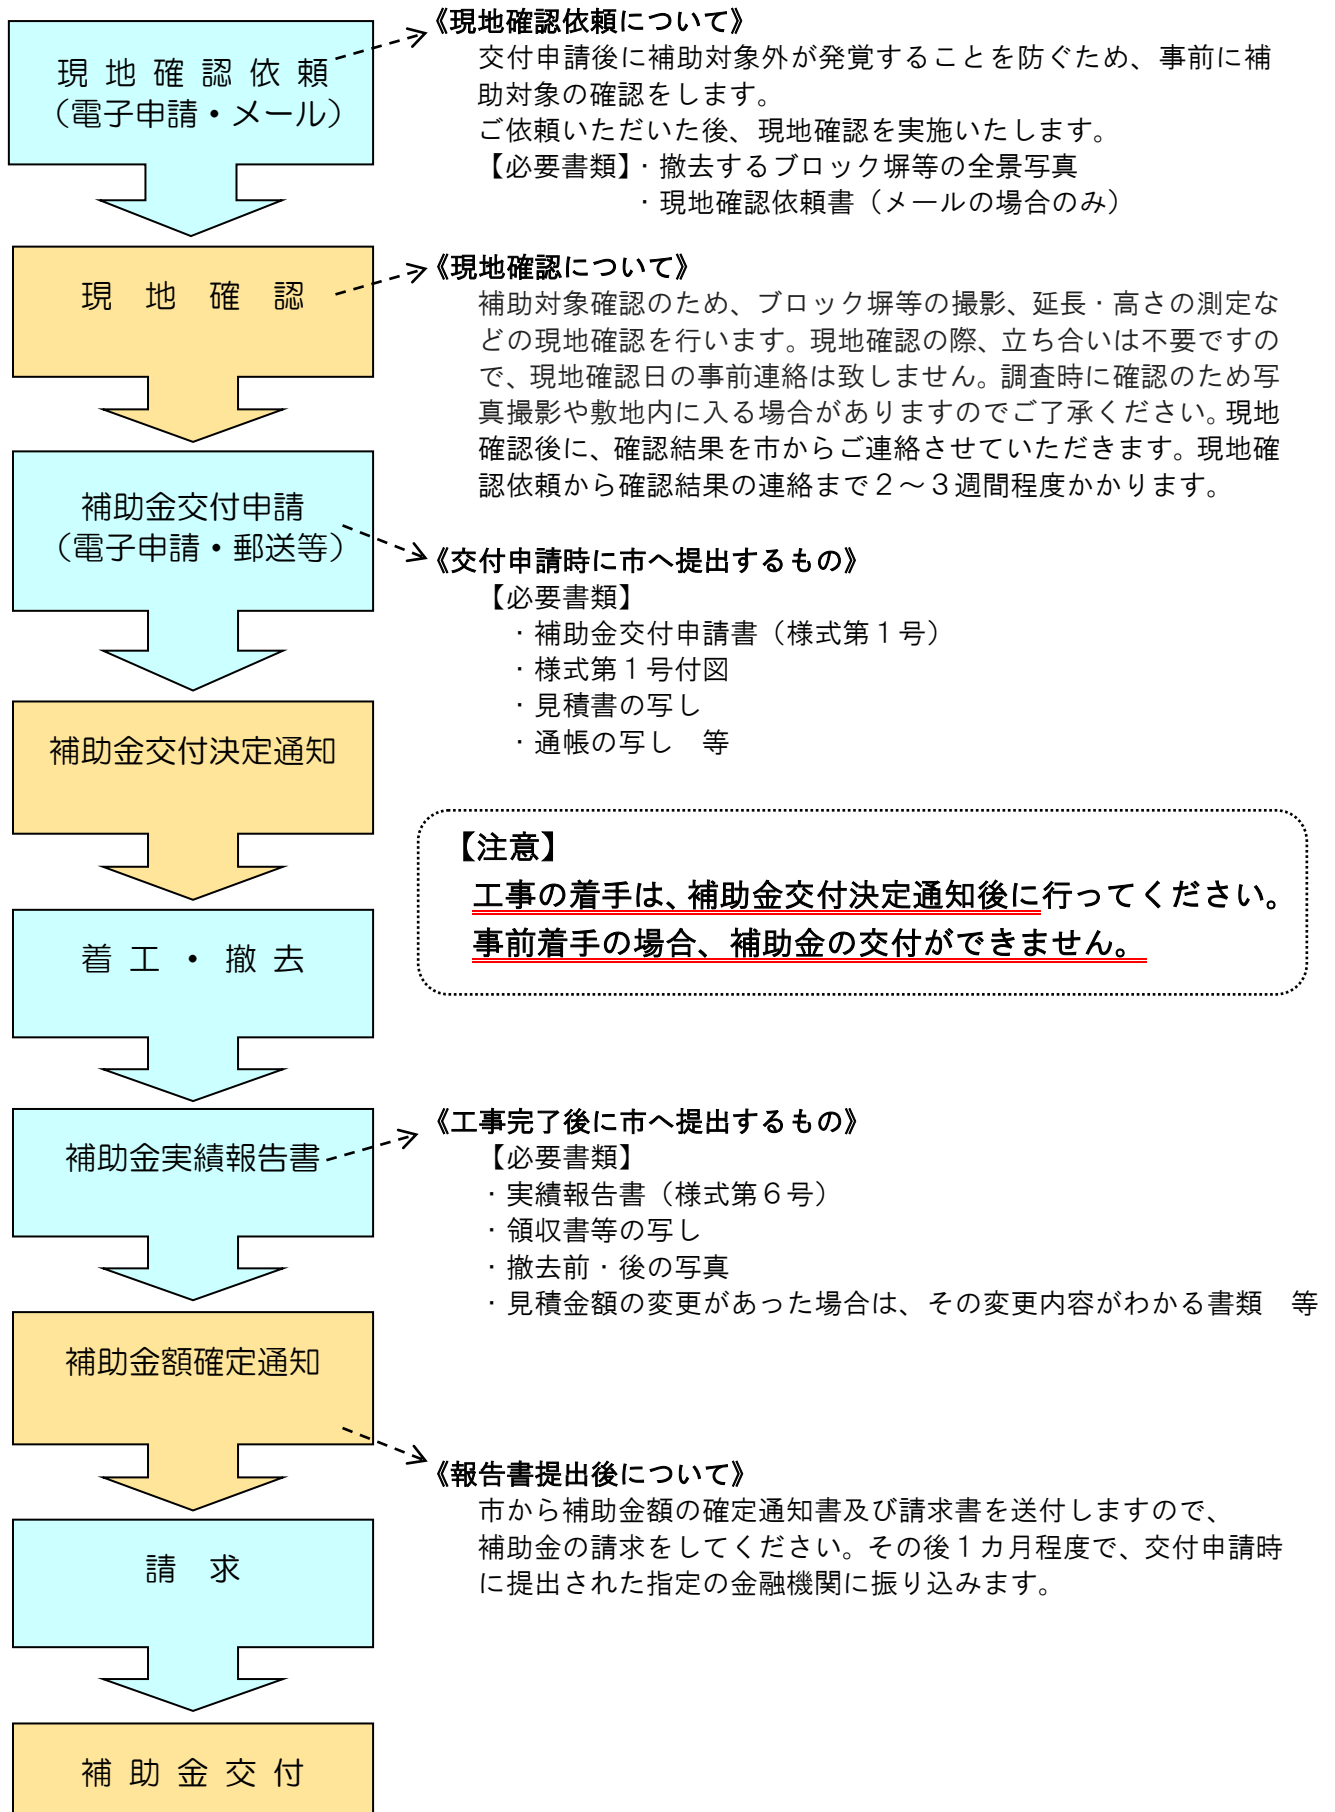 現地確認依頼
（電子申請・メール）
《現地確認依頼について》
交付申請後に補助対象外が発覚することを防ぐため、事前に補
助対象の確認をします。
ご依頼いただいた後、現地確認を実施いたします。
【必要書類】・撤去するブロック塀等の全景写真
・現地確認依頼書（メールの場合のみ）
現地確認
《現地確認について》
補助対象確認のため、ブロック塀等の撮影、延長・高さの測定な
どの現地確認を行います。現地確認の際、立ち合いは不要ですの
で、現地確認日の事前連絡は致しません。調査時に確認のため写
真撮影や敷地内に入る場合がありますのでご了承ください。現地
確認後に、確認結果を市からご連絡させていただきます。現地確
認依頼から確認結果の連絡まで２～３週間程度かかります。
補助金交付申請
（電子申請・郵送等）
《交付申請時に市へ提出するもの》
【必要書類】
・補助金交付申請書（様式第１号）
・様式第１号付図
・見積書の写し
・通帳の写し　等
補助金交付決定通知
【注意】
工事の着手は、補助金交付決定通知後に行ってください。
事前着手の場合、補助金の交付ができません。
着工・撤去
補助金実績報告書
《工事完了後に市へ提出するもの》
【必要書類】
・実績報告書（様式第６号）
・領収書等の写し
・撤去前・後の写真
・見積金額の変更があった場合は、その変更内容がわかる書類　等
補助金額確定通知
《報告書提出後について》
市から補助金額の確定通知書及び請求書を送付しますので、
補助金の請求をしてください。その後１カ月程度で、交付申請時
に提出された指定の金融機関に振り込みます。
請　求
補助金交付